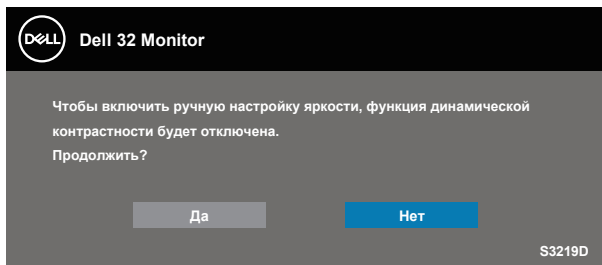 DELL
Dell 32 Monitor
Чтобы включить ручную настройку яркости, функция динамической
контрастности будет отключена.
Продолжить?
Да
Нет
S3219D